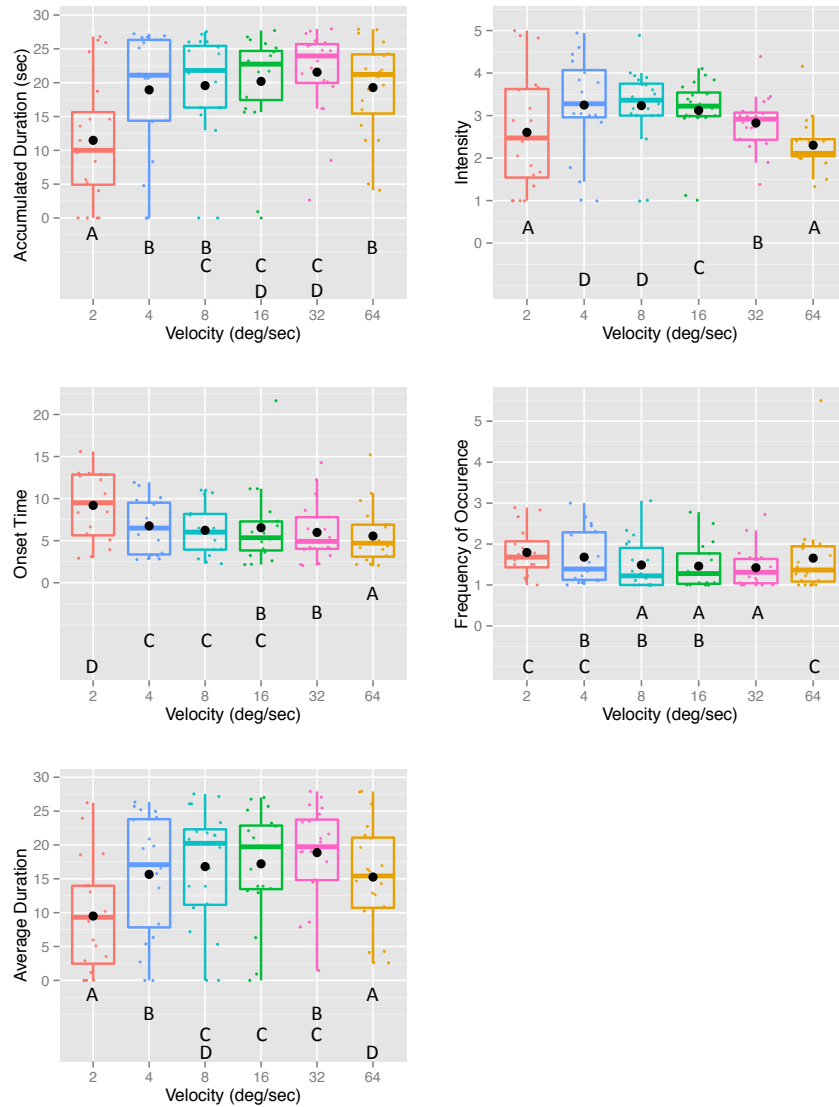 Accumulated Duration (sec)
30
25
20
15
10
5
0
A
B
B
C
C
D
C
D
B
2 4 8 16 32 64
Velocity (deg/sec)
Intensity
5
4
3
2
1
0
A
D
D
C
B
A
2 4 8 16 32 64
Velocity (deg/sec)
Onset Time
20
15
10
5
0
D
C
C
B
C
B
A
2 4 8 16 32 64
Velocity (deg/sec)
Frequency of Occurence
5
4
3
2
1
0
C
B
C
A
B
A
B
A
C
2 4 8 16 32 64
Velocity (deg/sec)
Average Duration
30
25
20
15
10
5
0
A
B
C
D
C
B
C
A
D
2 4 8 16 32 64
Velocity (deg/sec)